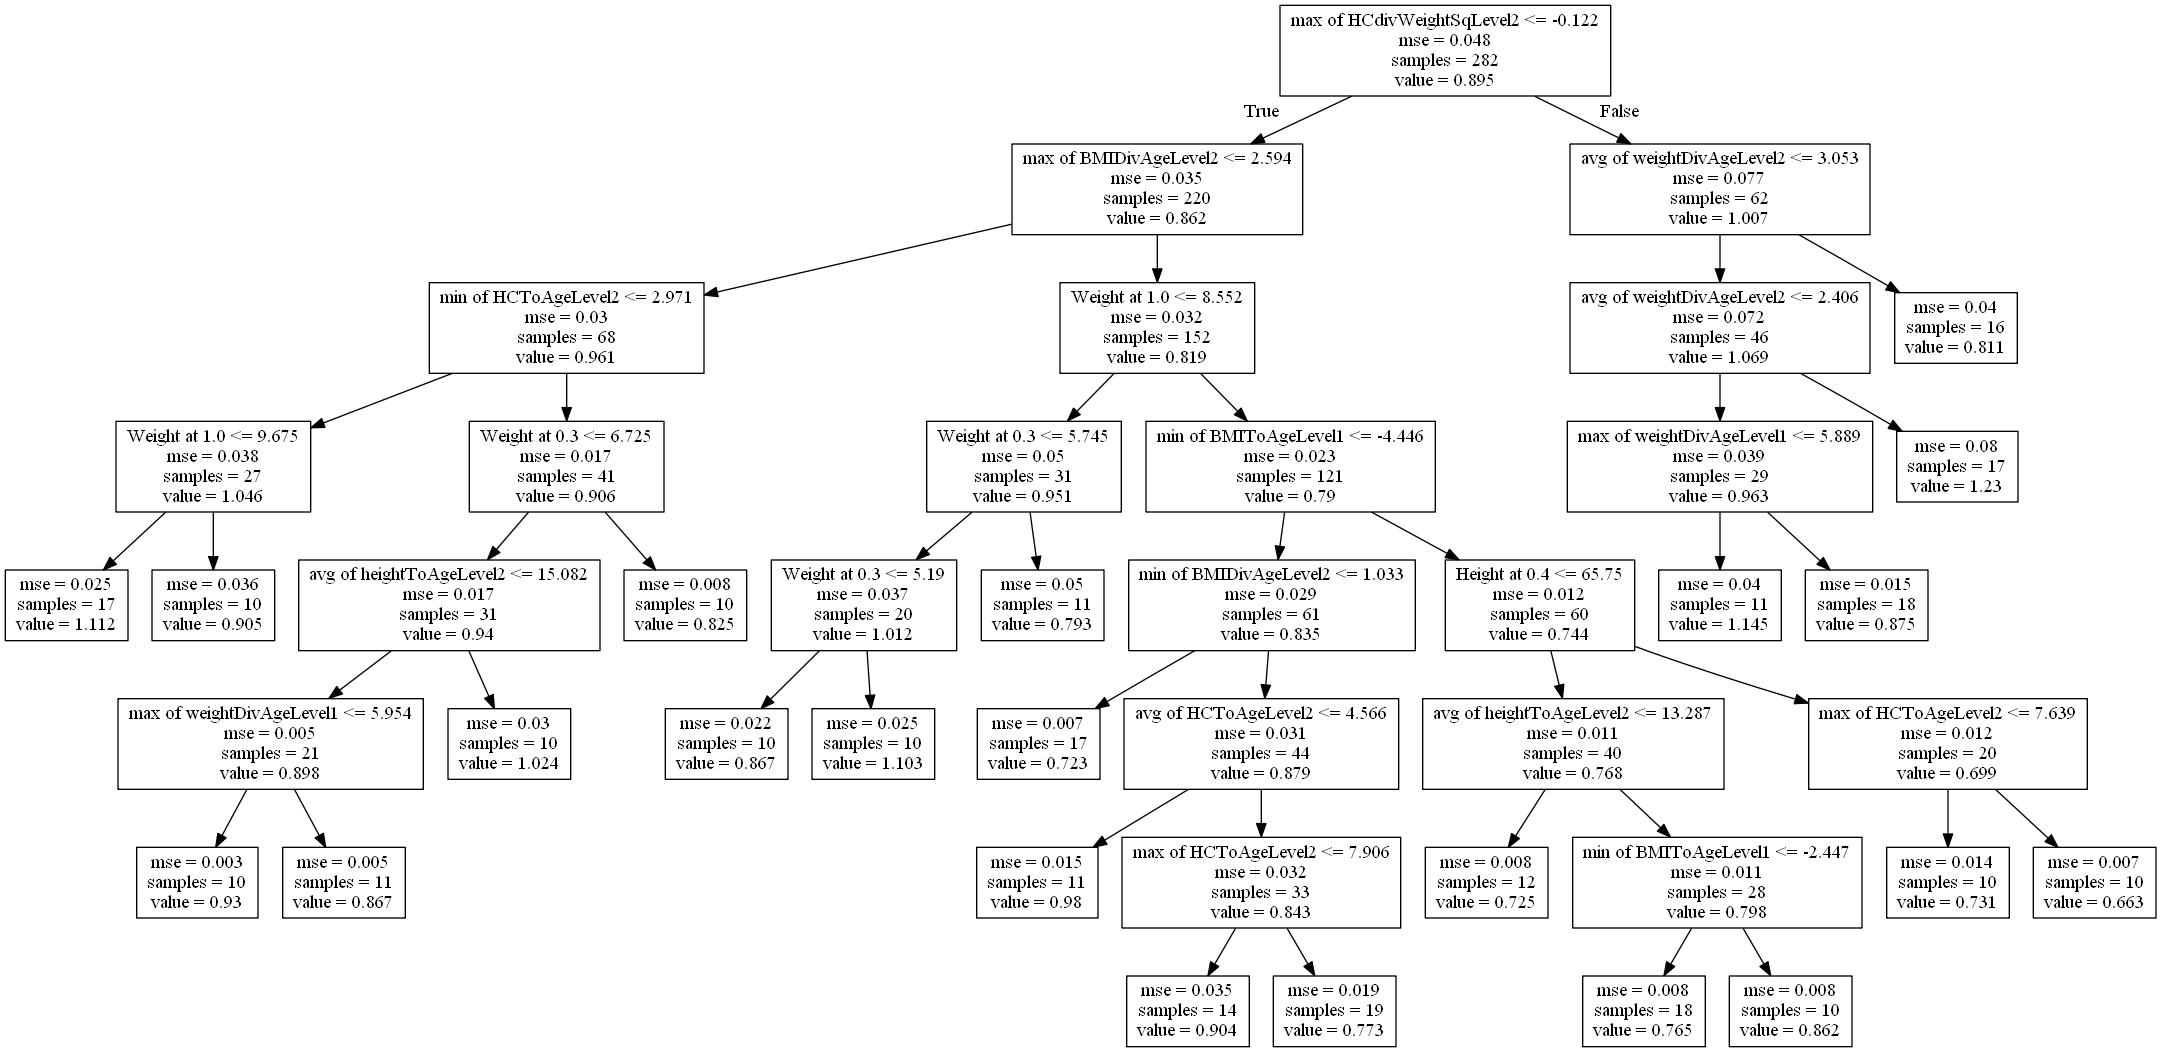 max of HCdivWeightSqLevel2 <= -0.122
mse = 0.048
samples = 282
value = 0.895
True
False
max of BMIDivAgeLevel2 <= 2.594
mse = 0.035
samples = 220
value = 0.862
avg of weightDivAgeLevel2 <= 3.053
mse = 0.077
samples = 62
value = 1.007
min of HCToAgeLevel2 <= 2.971
mse = 0.03
samples = 68
value = 0.961
Weight at 1.0 <= 8.552
mse = 0.032
samples = 152
value = 0.819
avg of weightDivAgeLevel2 <= 2.406
mse = 0.072
samples = 46
value = 1.069
mse = 0.04
samples = 16
value = 0.811
Weight at 1.0 <= 9.675
mse = 0.038
samples = 27
value = 1.046
Weight at 0.3 <= 6.725
mse = 0.017
samples = 41
value = 0.906
Weight at 0.3 <= 5.745
mse = 0.05
samples = 31
value = 0.951
min of BMIToAgeLevel1 <= -4.446
mse = 0.023
samples = 121
value = 0.79
max of weightDivAgeLevel1 <= 5.889
mse = 0.039
samples = 29
value = 0.963
mse = 0.08
samples = 17
value = 1.23
mse = 0.025
samples = 17
value = 1.112
mse = 0.036
samples = 10
value = 0.905
avg of heightToAgeLevel2 <= 15.082
mse = 0.017
samples = 31
value = 0.94
mse = 0.008
samples = 10
value = 0.825
Weight at 0.3 <= 5.19
mse = 0.037
samples = 20
value = 1.012
mse = 0.05
samples = 11
value = 0.793
min of BMIDivAgeLevel2 <= 1.033
mse = 0.029
samples = 61
value = 0.835
Height at 0.4 <= 65.75
mse = 0.012
samples = 60
value = 0.744
mse = 0.04
samples = 11
value = 1.145
mse = 0.015
samples = 18
value = 0.875
max of weightDivAgeLevel1 <= 5.954
mse = 0.005
samples = 21
value = 0.898
mse = 0.03
samples = 10
value = 1.024
mse = 0.022
samples = 10
value = 0.867
mse = 0.025
samples = 10
value = 1.103
mse = 0.007
samples = 17
value = 0.723
avg of HCToAgeLevel2 <= 4.566
mse = 0.031
samples = 44
value = 0.879
avg of heightToAgeLevel2 <= 13.287
mse = 0.011
samples = 40
value = 0.768
max of HCToAgeLevel2 <= 7.639
mse = 0.012
samples = 20
value = 0.699
mse = 0.003
samples = 10
value = 0.93
mse = 0.005
samples = 11
value = 0.867
mse = 0.015
samples = 11
value = 0.98
max of HCToAgeLevel2 <= 7.906
mse = 0.032
samples = 33
value = 0.843
mse = 0.008
samples = 12
value = 0.725
min of BMIToAgeLevel1 <= -2.447
mse = 0.011
samples = 28
value = 0.798
mse = 0.014
samples = 10
value = 0.731
mse = 0.007
samples = 10
value = 0.663
mse = 0.035
samples = 14
value = 0.904
mse = 0.019
samples = 19
value = 0.773
mse = 0.008
samples = 18
value = 0.765
mse = 0.008
samples = 10
value = 0.862